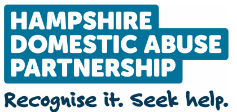 HAMPSHIRE
DOMESTIC ABUSE
PARTNERSHIP
Recognise it. Seek help.